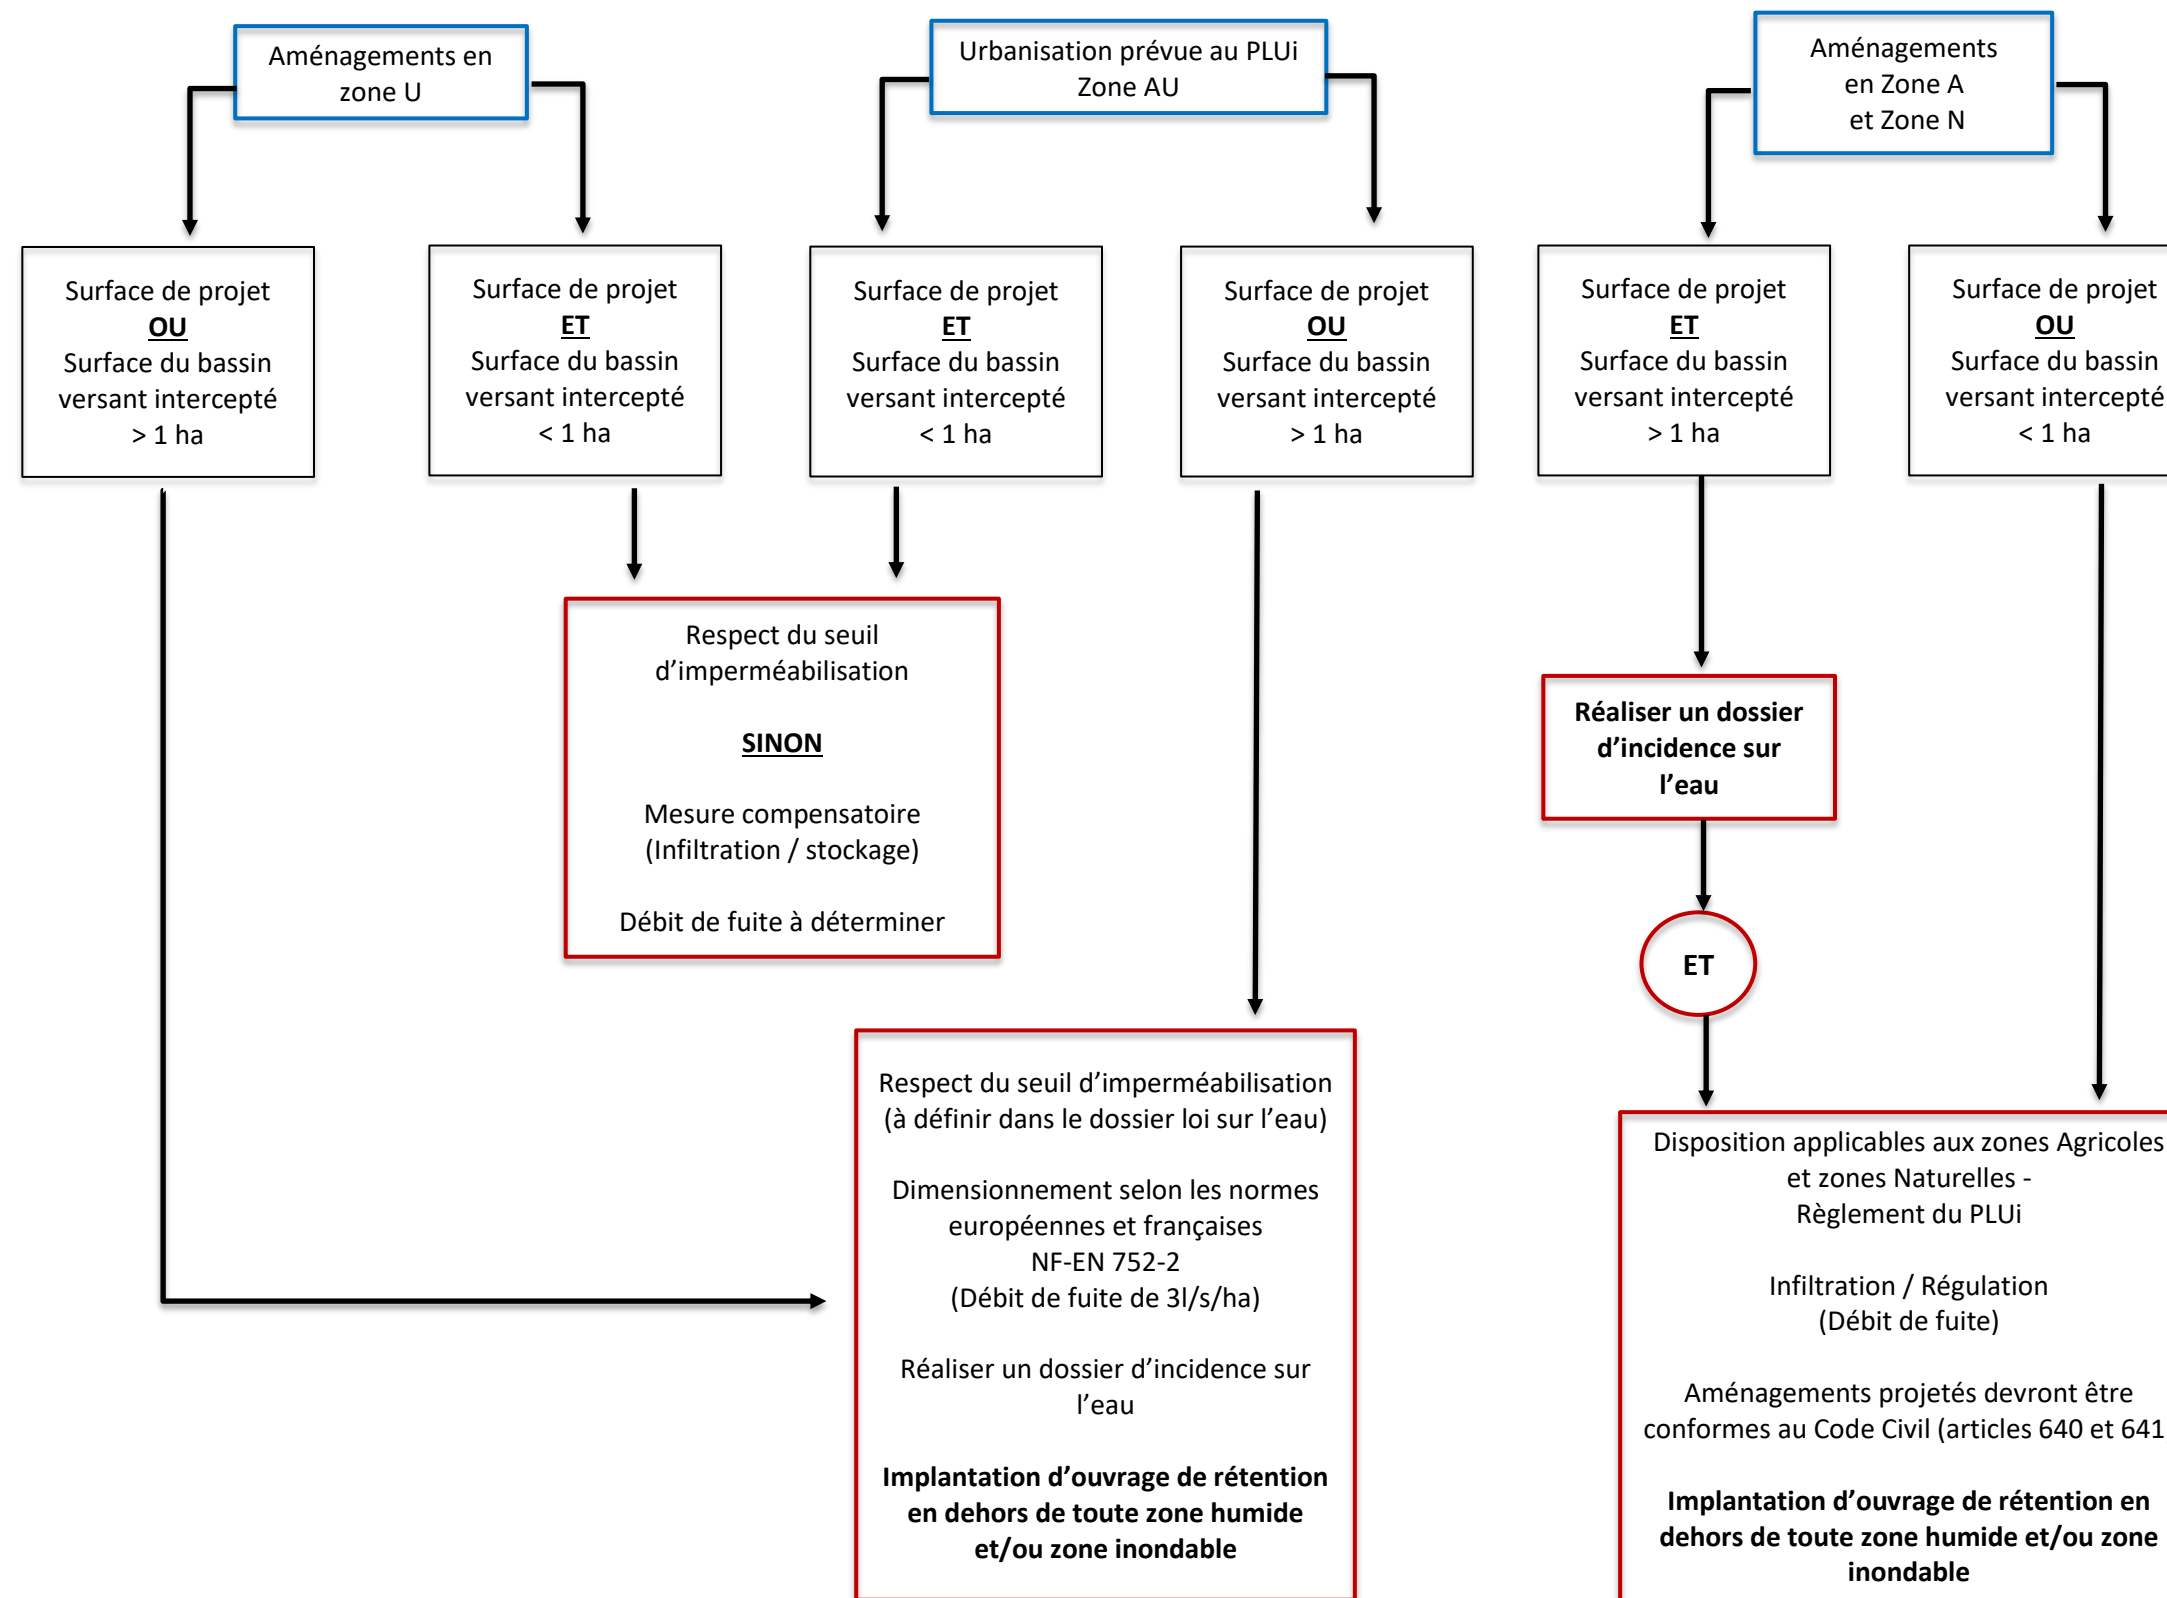 Aménagements en
zone U
Urbanisation prévue au PLUi
Zone AU
Aménagements
en Zone A
et Zone N
Surface de projet
OU
Surface du bassin
versant intercepté
> 1 ha
Surface de projet
ET
Surface du bassin
versant intercepté
< 1 ha
Surface de projet
ET
Surface du bassin
versant intercepté
< 1 ha
Surface de projet
OU
Surface du bassin
versant intercepté
> 1 ha
Surface de projet
ET
Surface du bassin
versant intercepté
> 1 ha
Surface de projet
OU
Surface du bassin
versant intercepté
< 1 ha
Respect du seuil
d’imperméabilisation
SINON
Mesure compensatoire
(Infiltration / stockage)
Débit de fuite à déterminer
Réaliser un dossier
d’incidence sur
l’eau
ET
Respect du seuil d’imperméabilisation
(à définir dans le dossier loi sur l’eau)
Dimensionnement selon les normes
européennes et françaises
NF-EN 752-2
(Débit de fuite de 3l/s/ha)
Réaliser un dossier d’incidence sur
l’eau
Implantation d’ouvrage de rétention
en dehors de toute zone humide
et/ou zone inondable
Disposition applicables aux zones Agricoles
et zones Naturelles -
Règlement du PLUi
Infiltration / Régulation
(Débit de fuite)
Aménagements projetés devront être
conformes au Code Civil (articles 640 et 641
Implantation d’ouvrage de rétention en
dehors de toute zone humide et/ou zone
inondable